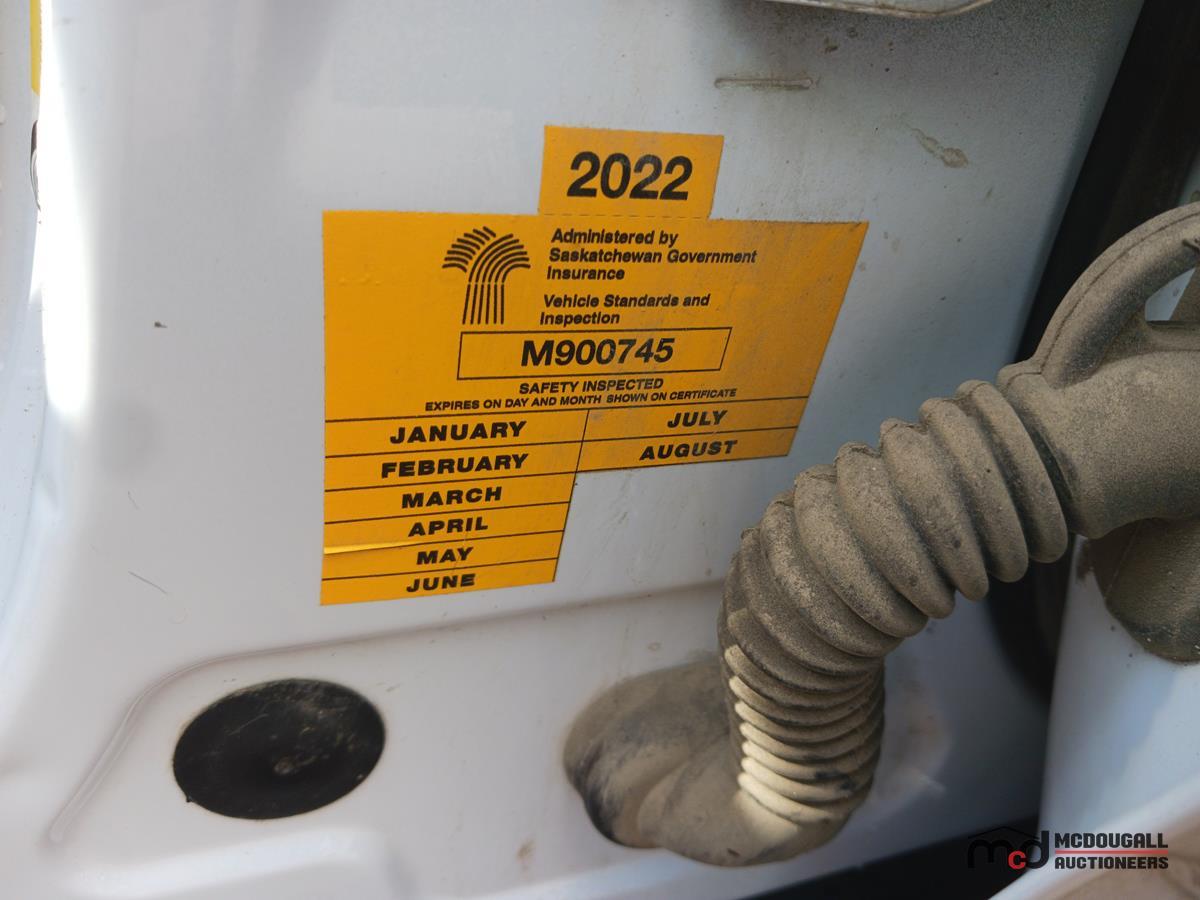 2022
Administered by
Saskatchewan Government
Insurance
Vehicle Standards and
Inspection
M900745
SAFETY INSPECTED
EXPIRES ON DAY AND MONTH SHOWN ON CERTIFICATE
JANUARY
FEBRUARY
MARCH
APRIL
MAY
JUNE
JULY
AUGUST
mcd MCDOUGALL
AUCTIONEERS